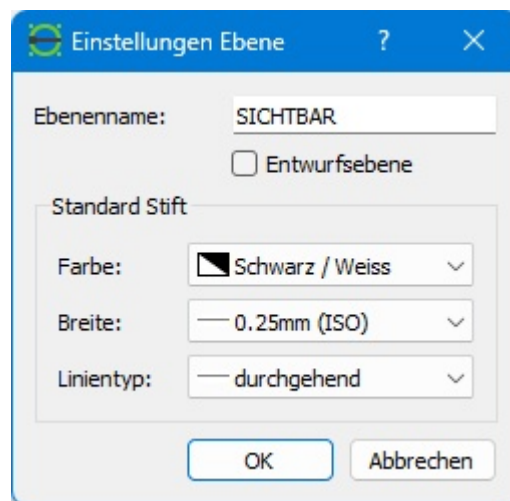 Einstellungen Ebene ?
Ebenenname: SICHTBAR
Entwurfsebene
Standard Stift
Farbe: Schwarz / Weiss
Breite: 0.25mm (ISO)
Linientyp: durchgehend
OK Abbrechen